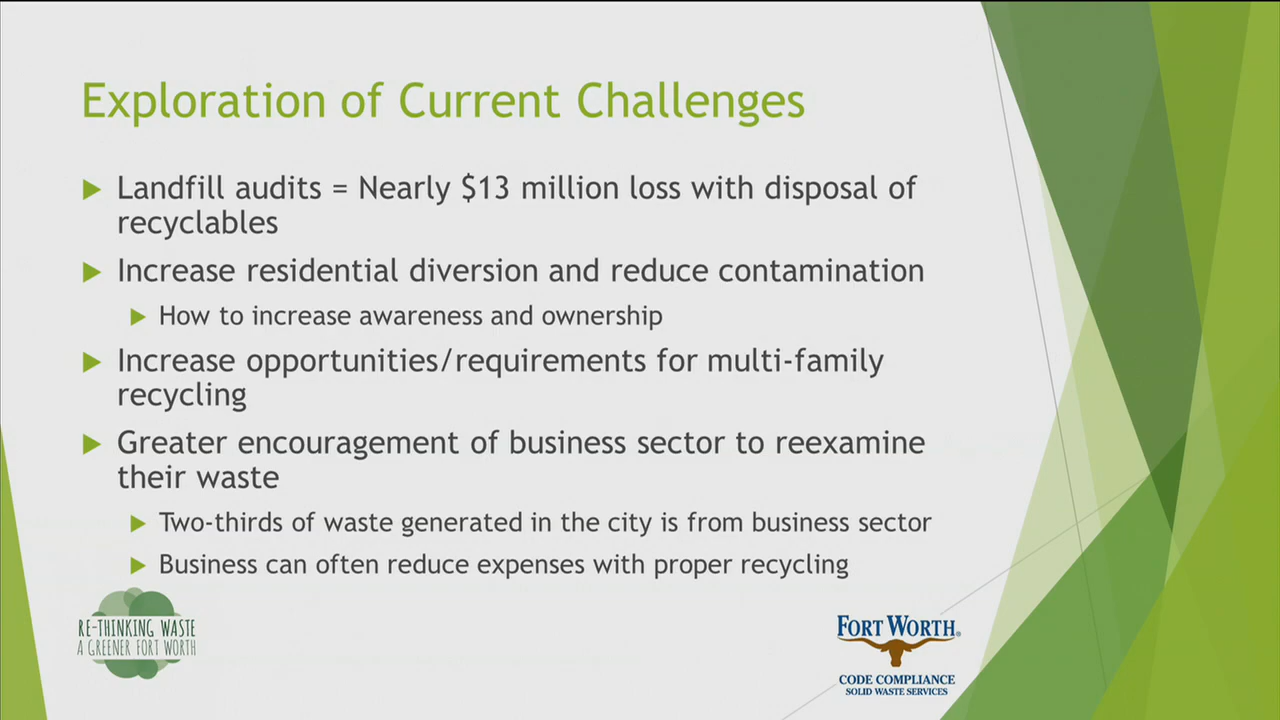 Exploration of Current Challenges
Landfill audits = Nearly $13 million loss with disposal of
recyclables
Increase residential diversion and reduce contamination
How to increase awareness and ownership
Increase opportunities/requirements for multi-family
recycling
Greater encouragement of business sector to reexamine
their waste
Two-thirds of waste generated in the city is from business sector
Business can often reduce expenses with proper recycling
RE-THINKING WASTE
A GREENER FORT WORTH
FORT WORTH®
CODE COMPLIANCE
SOLID WASTE SERVICES